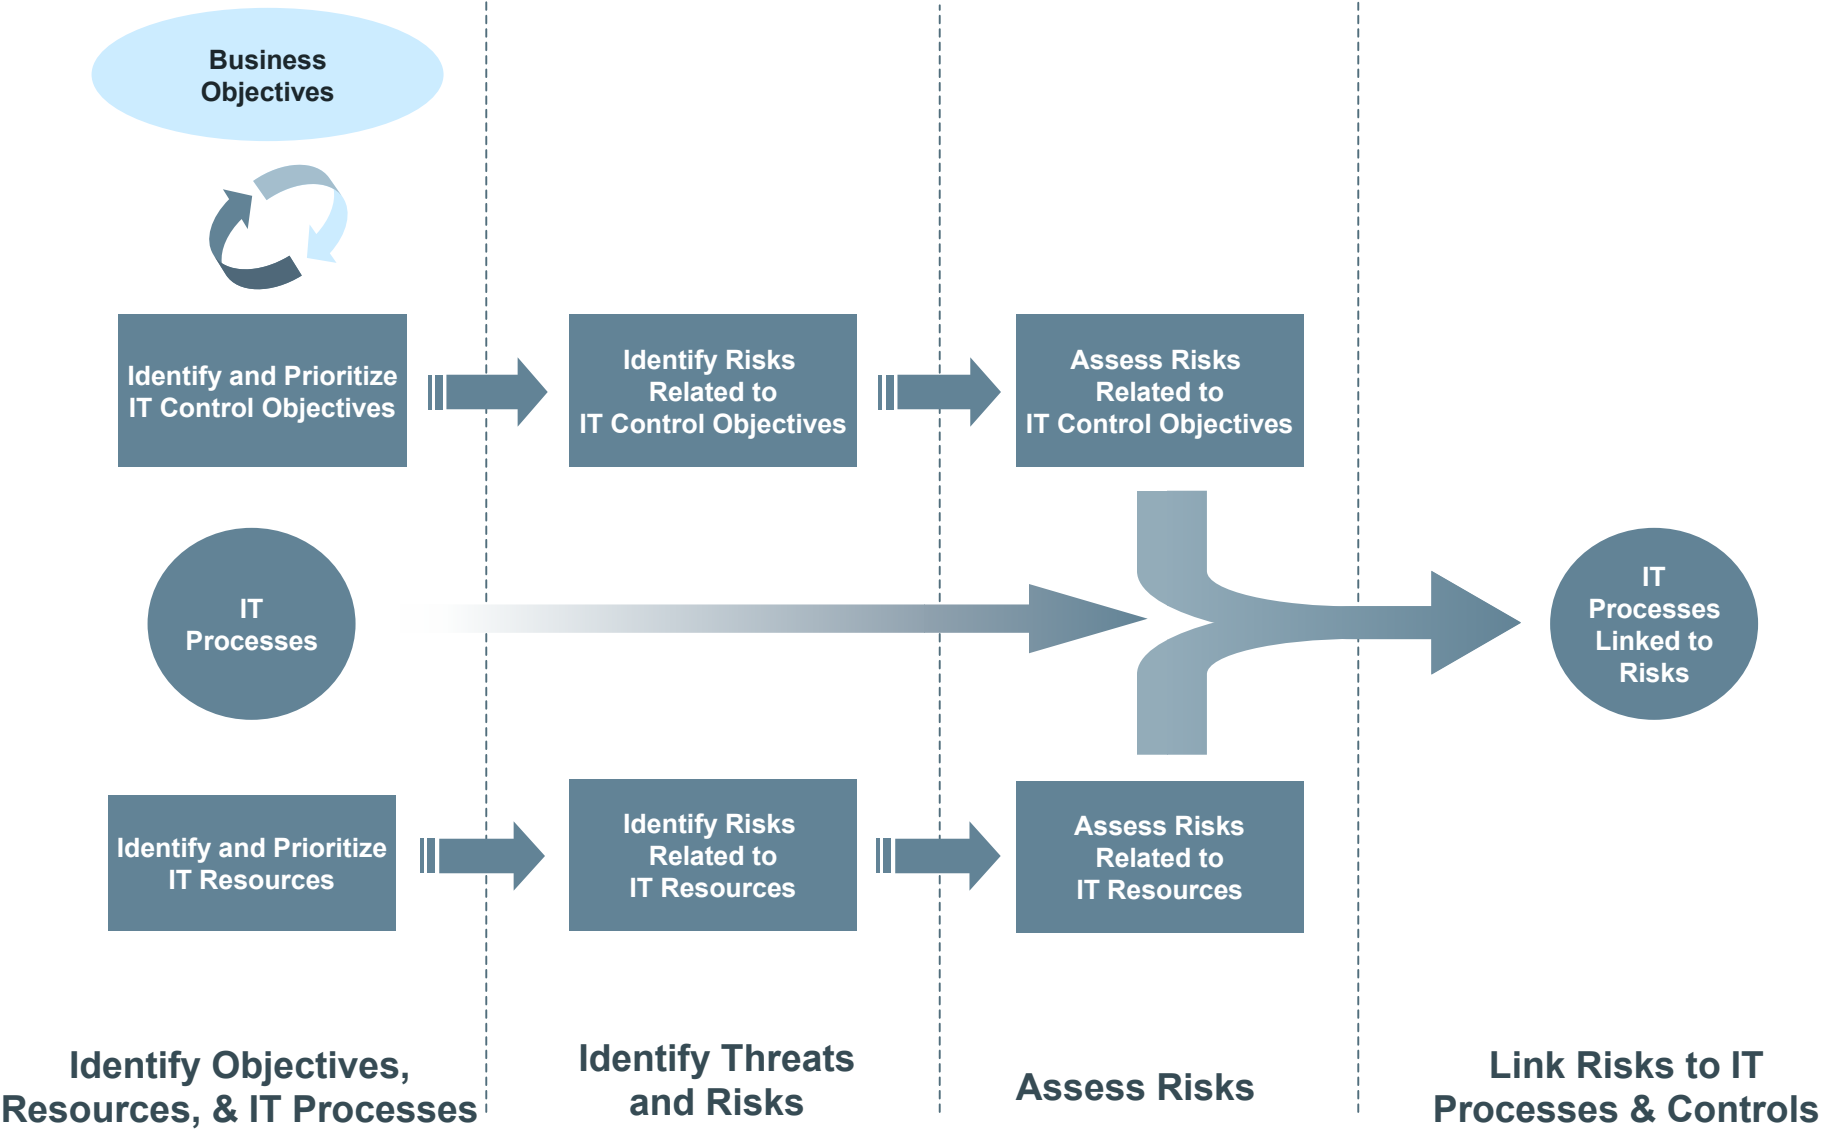 Business
Objectives
Identify and Prioritize
IT Control Objectives
Identify Risks
Related to
IT Control Objectives
Assess Risks
Related to
IT Control Objectives
IT
Processes
IT
Processes
Linked to
Risks
Identify and Prioritize
IT Resources
Identify Risks
Related to
IT Resources
Assess Risks
Related to
IT Resources
Identify Objectives,
Resources, & IT Processes
Identify Threats
and Risks
Assess Risks
Link Risks to IT
Processes & Controls